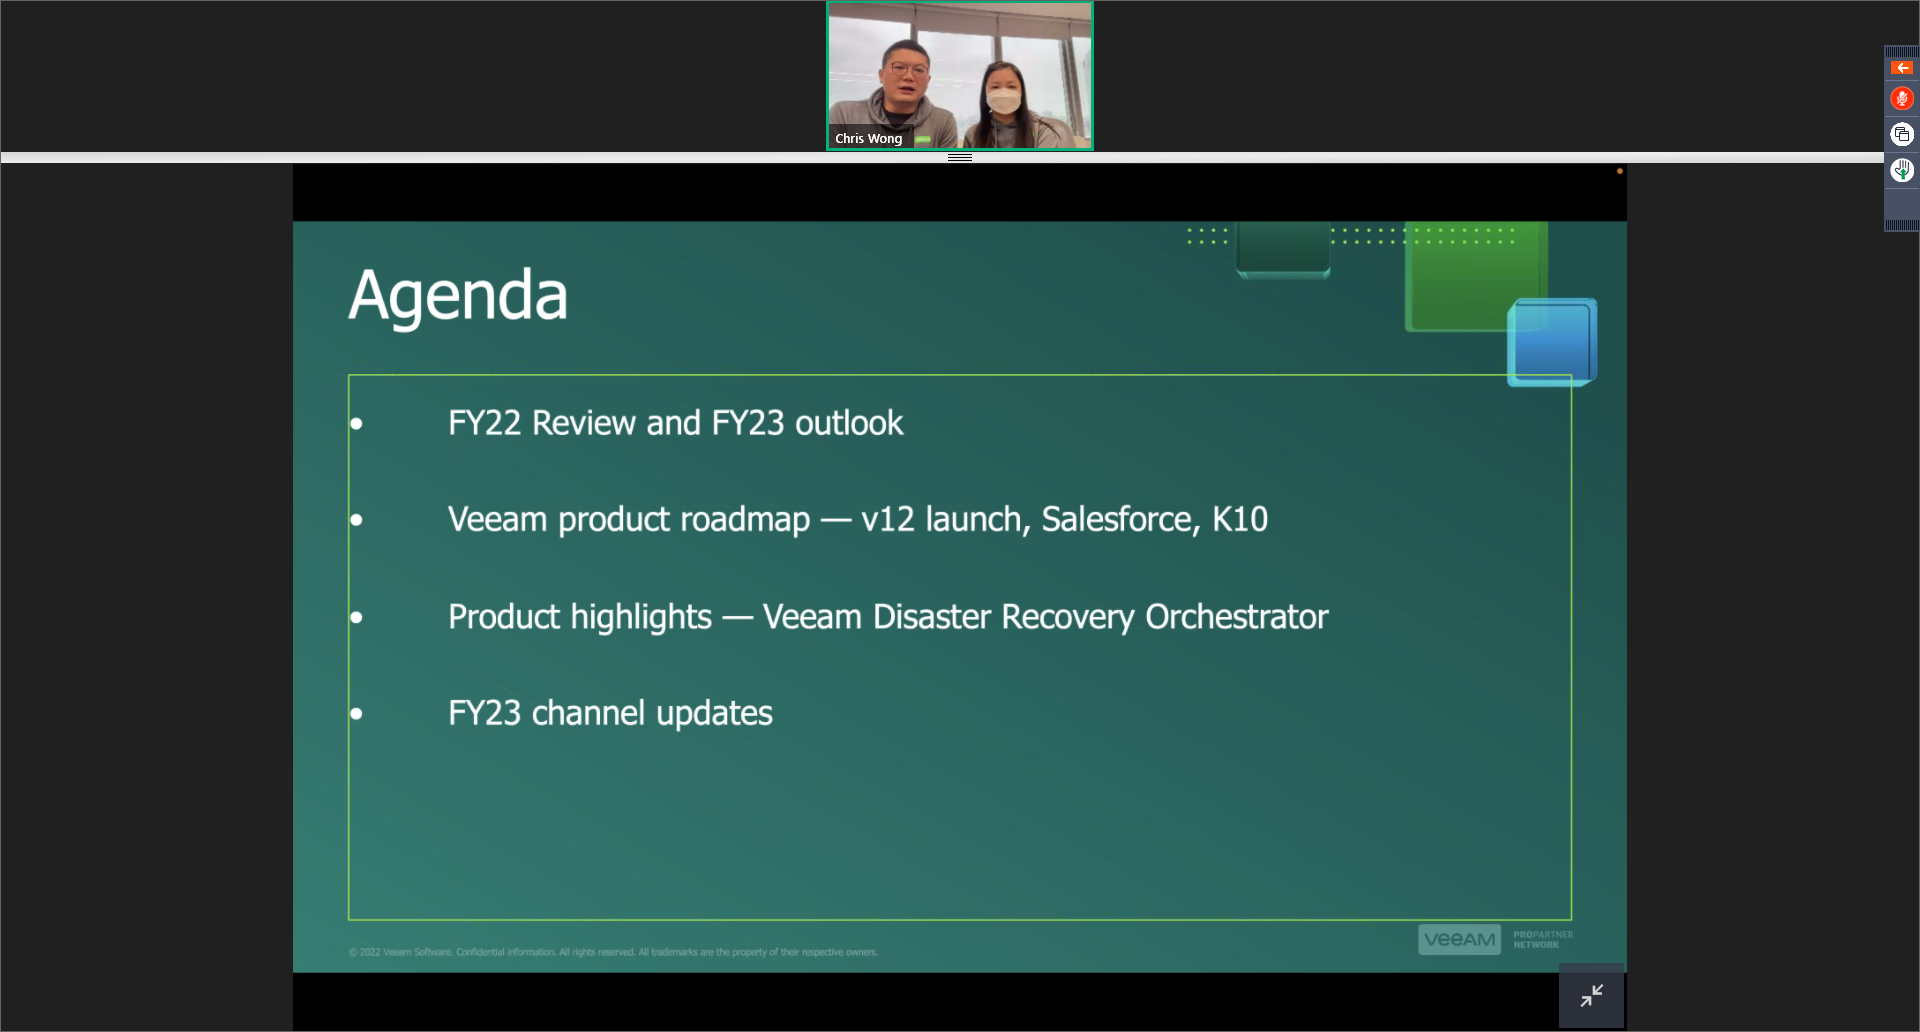 Chris Wong
Agenda
• FY22 Review and FY23 outlook
• Veeam product roadmap — v12 launch, Salesforce, K10
• Product highlights — Veeam Disaster Recovery Orchestrator
• FY23 channel updates
© 2022 Veeam Software. Confidential information. All rights reserved. All trademarks are the property of their respective owners.
VeeAM
PROPARTNER
NETWORK